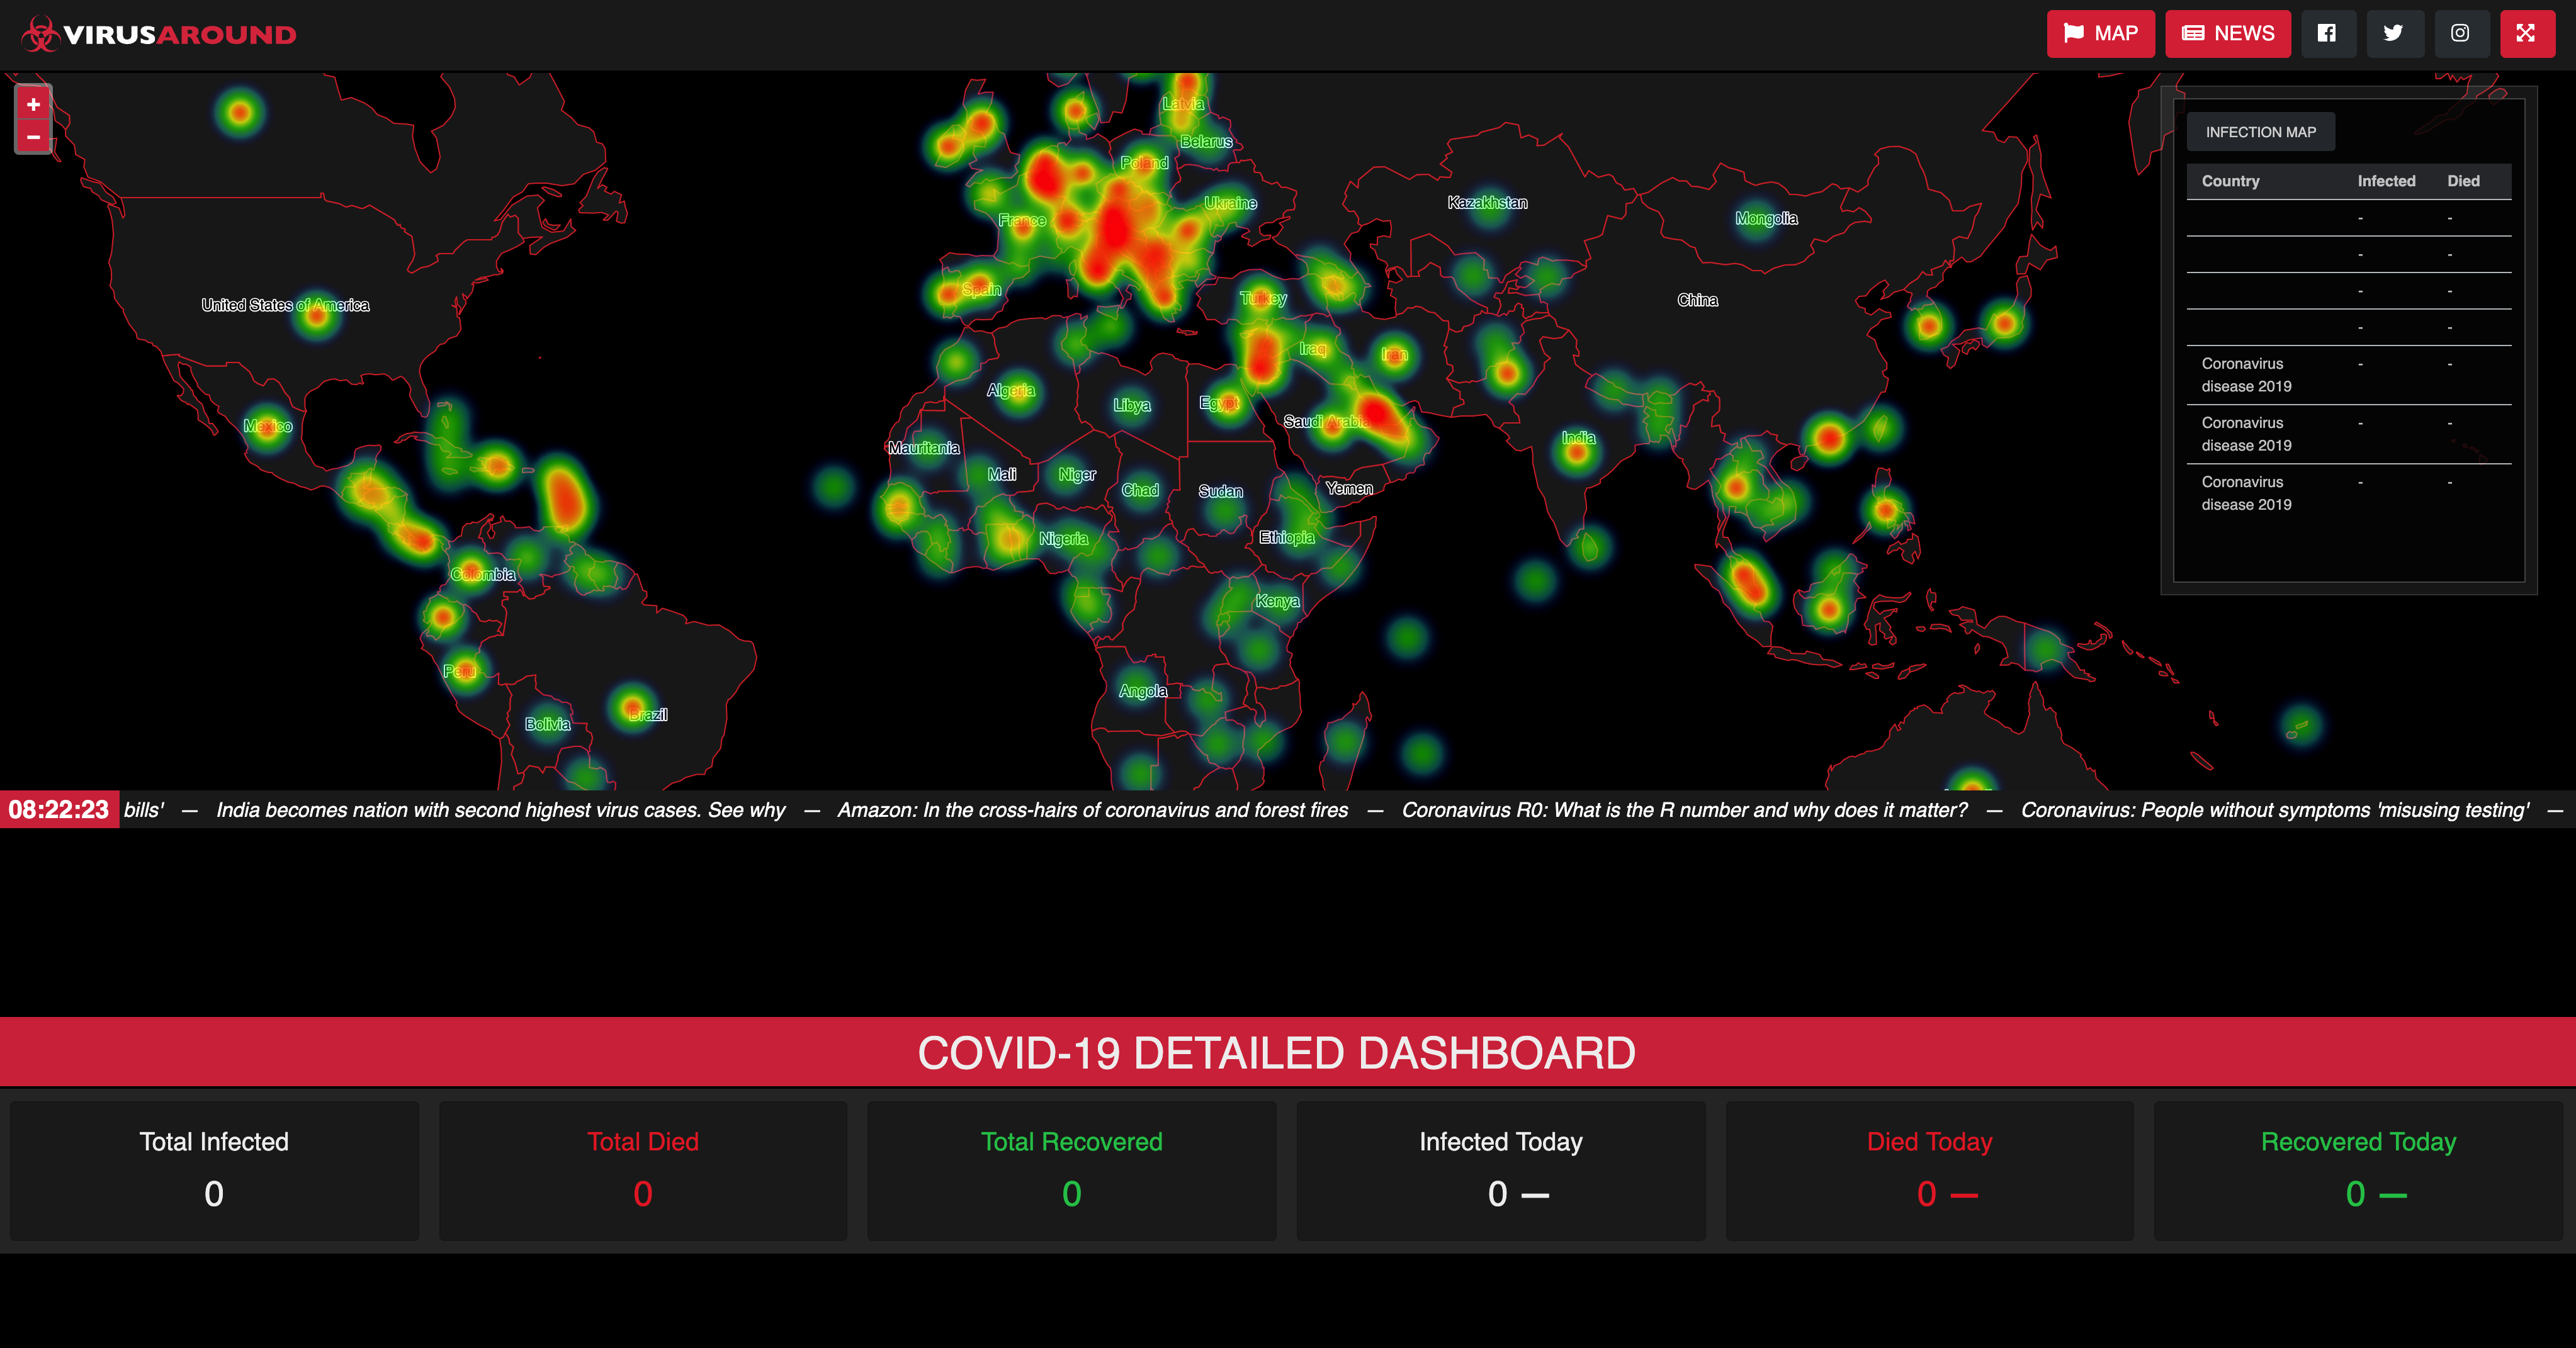 VIRUSAROUND
MAP
NEWS
+
−
INFECTION MAP
Country Infected Died
- -
- -
- -
- -
Coronavirus - -
disease 2019
Coronavirus - -
disease 2019
Coronavirus - -
disease 2019
Latvia
Belarus
Poland
Ukraine
France
Kazakhstan
Mongolia
Spain
Turkey
China
United States of America
Iraq
Iran
Algeria
Libya
Egypt
Saudi Arabia
Mexico
India
Mauritania
Mali
Niger
Chad
Sudan
Yemen
Nigeria
Ethiopia
Colombia
Kenya
Peru
Angola
Brazil
Bolivia
08:22:23 bills' — India becomes nation with second highest virus cases. See why — Amazon: In the cross-hairs of coronavirus and forest fires — Coronavirus R0: What is the R number and why does it matter? — Coronavirus: People without symptoms 'misusing testing' —
COVID-19 DETAILED DASHBOARD
Total Infected
0
Total Died
0
Total Recovered
0
Infected Today
0 —
Died Today
0 —
Recovered Today
0 —